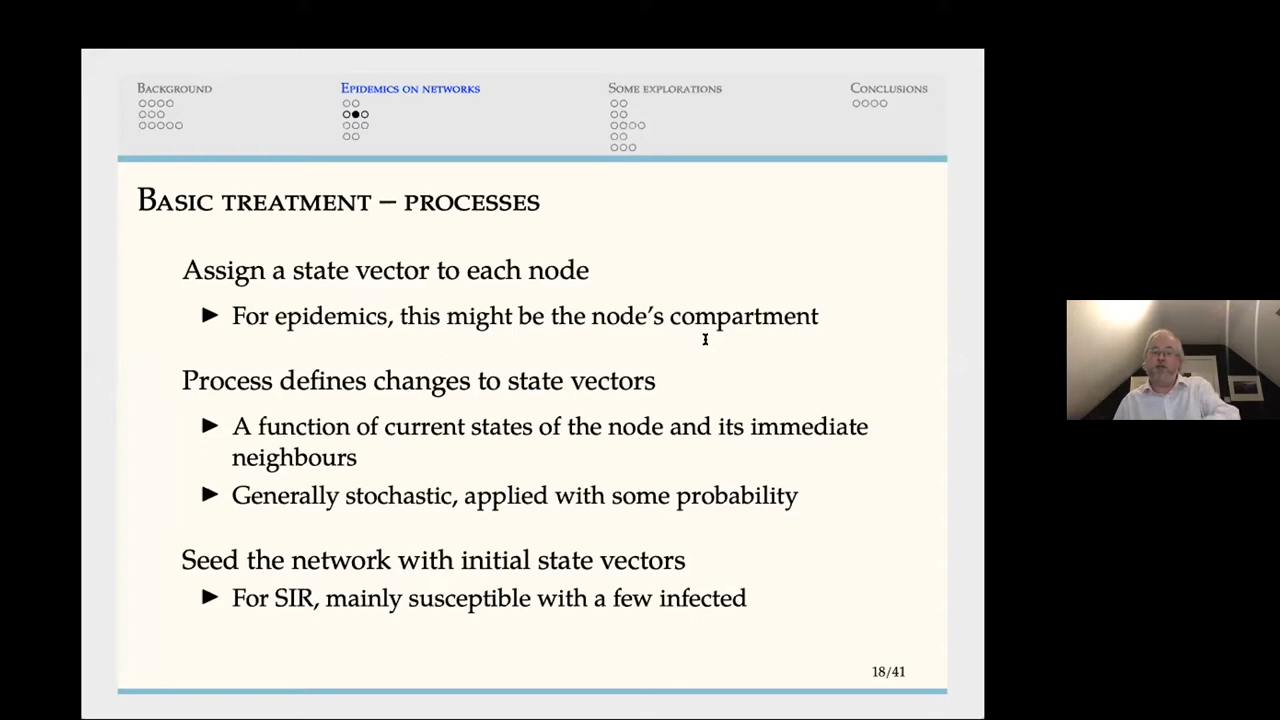 BACKGROUND
EPIDEMICS ON NETWORKS
SOME EXPLORATIONS
CONCLUSIONS
BASIC TREATMENT – PROCESSES
Assign a state vector to each node
► For epidemics, this might be the node's compartment
Process defines changes to state vectors
► A function of current states of the node and its immediate
neighbours
► Generally stochastic, applied with some probability
Seed the network with initial state vectors
► For SIR, mainly susceptible with a few infected
18/41